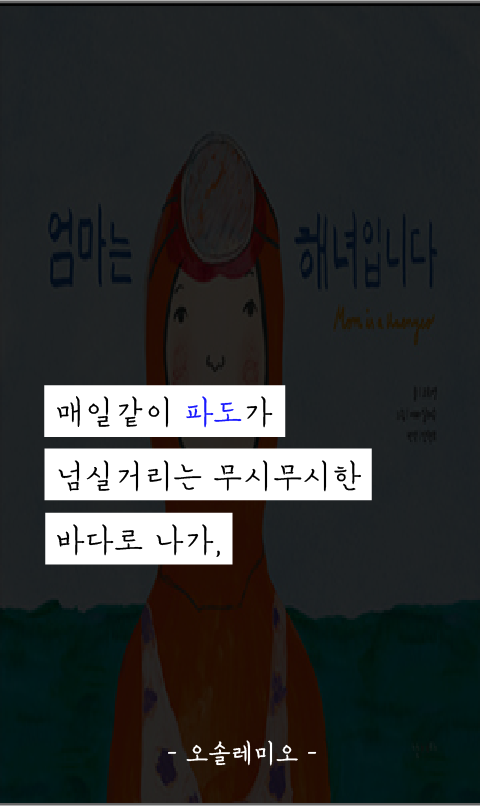 엄마는 해녀입니다
Mom is a haenyeo
매일같이 파도가
넘실거리는 무시무시한
바다로 나가,
- 오솔레미오 -